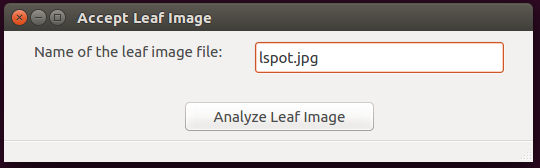 Accept Leaf Image
Name of the leaf image file: lspot.jpg
Analyze Leaf Image